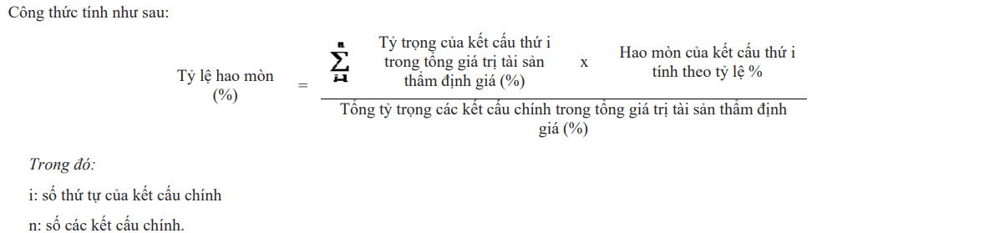 Công thức tính như sau:
Tỷ lệ hao mòn
(%)
=
n
∑
i=1
Tỷ trọng của kết cấu thứ i
trong tổng giá trị tài sản
thẩm định giá (%)
x
Hao mòn của kết cấu thứ i
tính theo tỷ lệ %
Tổng tỷ trọng các kết cấu chính trong tổng giá trị tài sản thẩm định
giá (%)
Trong đó:
i: số thứ tự của kết cấu chính
n: số các kết cấu chính.